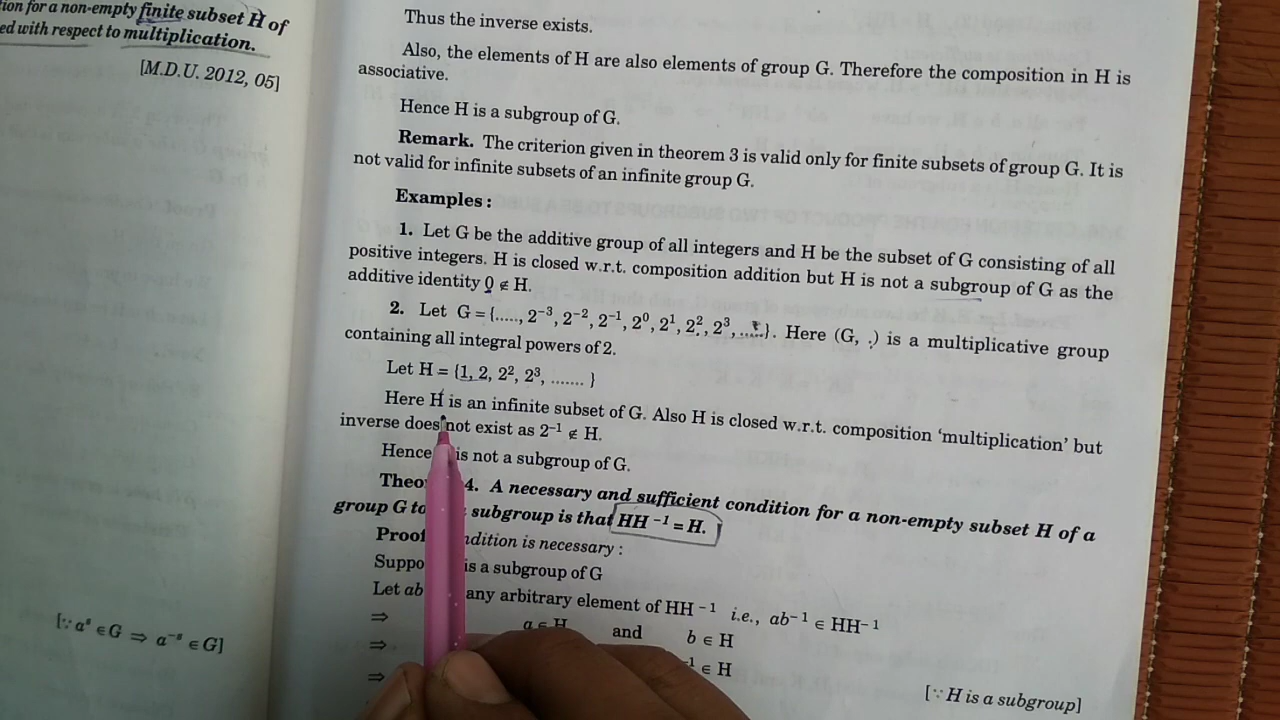 ion for a non-empty finite subset H of
ed with respect to multiplication.
[M.D.U. 2012, 05]
[∵ aˢ ∈ G ⇒ a⁻ˢ ∈ G]
Thus the inverse exists.
Also, the elements of H are also elements of group G. Therefore the composition in H is
associative.
Hence H is a subgroup of G.
Remark. The criterion given in theorem 3 is valid only for finite subsets of group G. It is
not valid for infinite subsets of an infinite group G.
Examples :
1. Let G be the additive group of all integers and H be the subset of G consisting of all
positive integers. H is closed w.r.t. composition addition but H is not a subgroup of G as the
additive identity 0 ∉ H.
2. Let G = {....., 2⁻³, 2⁻², 2⁻¹, 2⁰, 2¹, 2², 2³, .....}. Here (G, .) is a multiplicative group
containing all integral powers of 2.
Let H = {1, 2, 2², 2³, ....... }
Here H is an infinite subset of G. Also H is closed w.r.t. composition ‘multiplication’ but
inverse does not exist as 2⁻¹ ∉ H.
Hence is not a subgroup of G.
Theo 4. A necessary and sufficient condition for a non-empty subset H of a
group G to subgroup is that HH⁻¹ = H.
Proof ndition is necessary :
Suppo is a subgroup of G
Let ab any arbitrary element of HH⁻¹ i.e., ab⁻¹ ∈ HH⁻¹
⇒ a ∈ H and b ∈ H
⇒ ⁻¹ ∈ H
⇒ [∵ H is a subgroup]